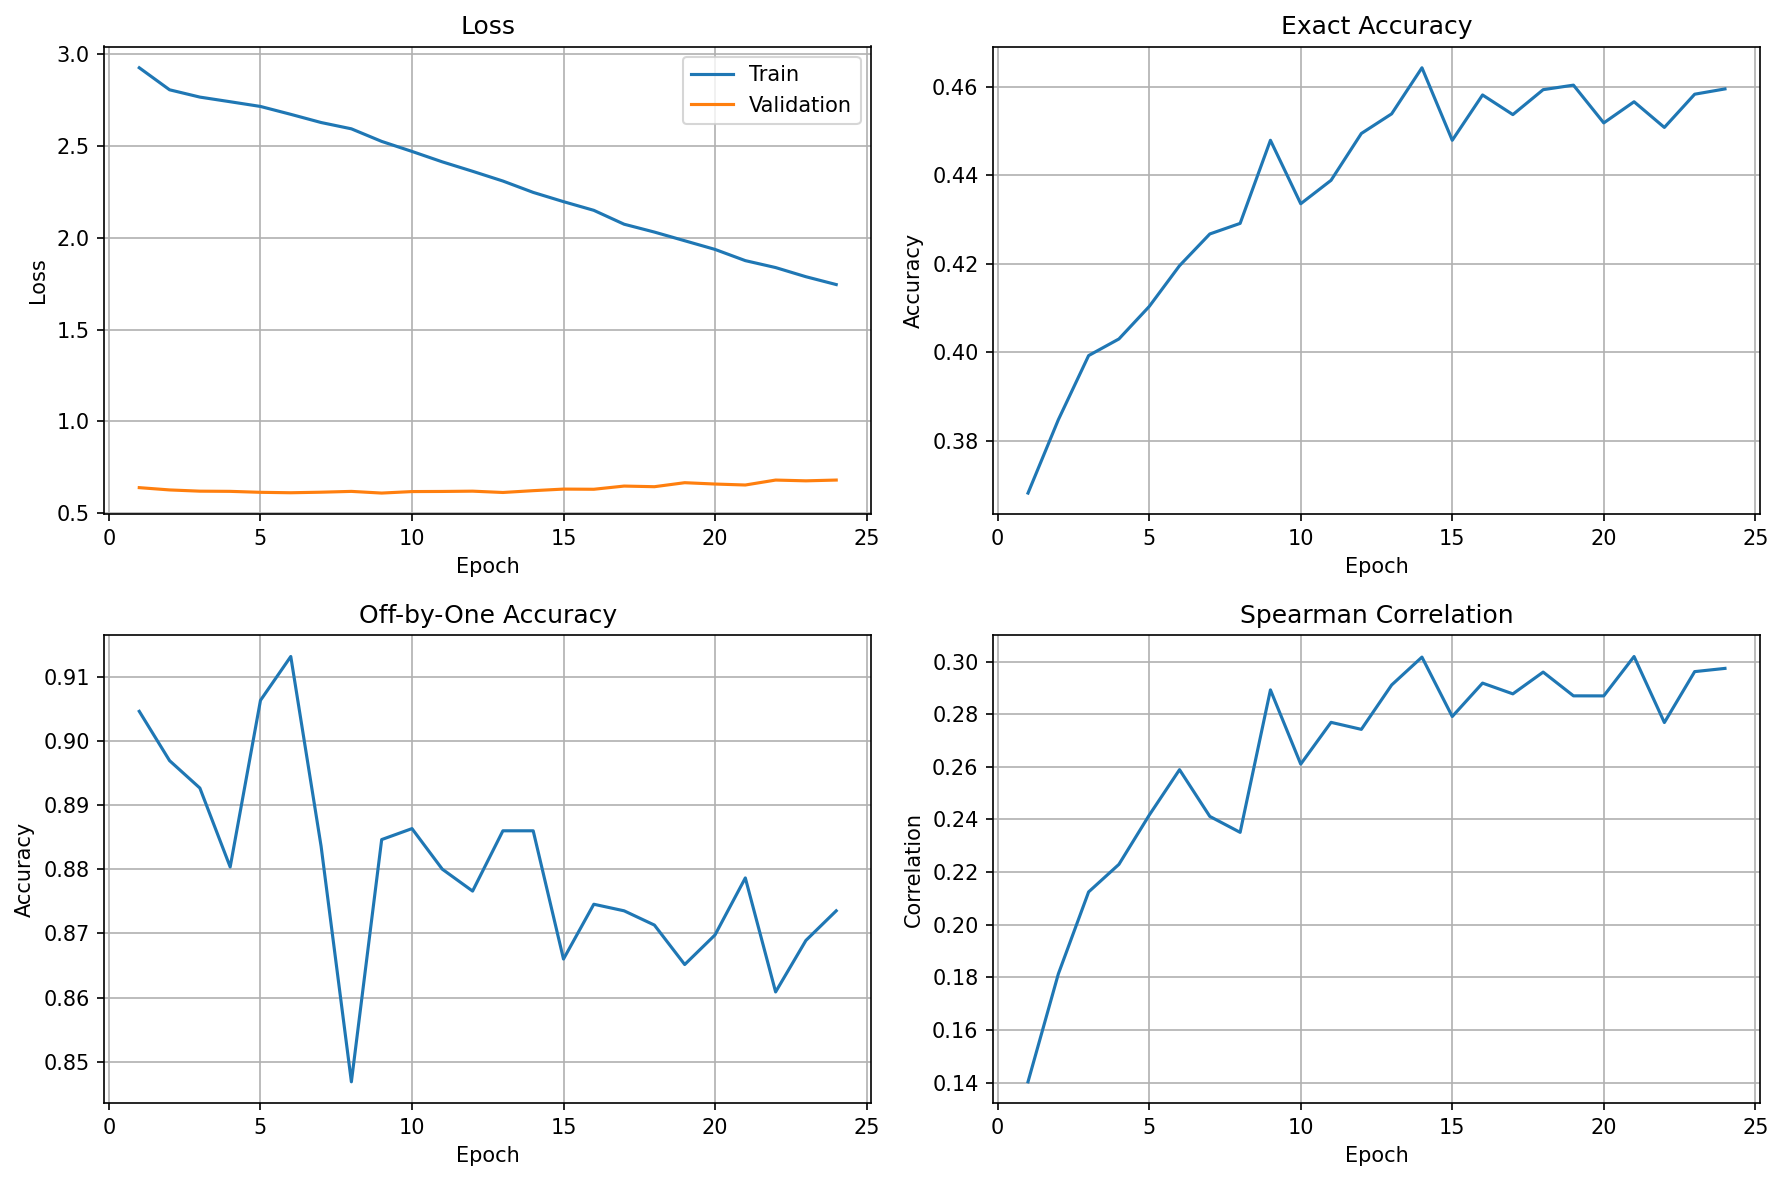 Loss
3.0
2.5
2.0
1.5
1.0
0.5
Loss
Train
Validation
0 5 10 15 20 25
Epoch
Exact Accuracy
0.46
0.44
0.42
0.40
0.38
Accuracy
0 5 10 15 20 25
Epoch
Off-by-One Accuracy
0.91
0.90
0.89
0.88
0.87
0.86
0.85
Accuracy
0 5 10 15 20 25
Epoch
Spearman Correlation
0.30
0.28
0.26
0.24
0.22
0.20
0.18
0.16
0.14
Correlation
0 5 10 15 20 25
Epoch